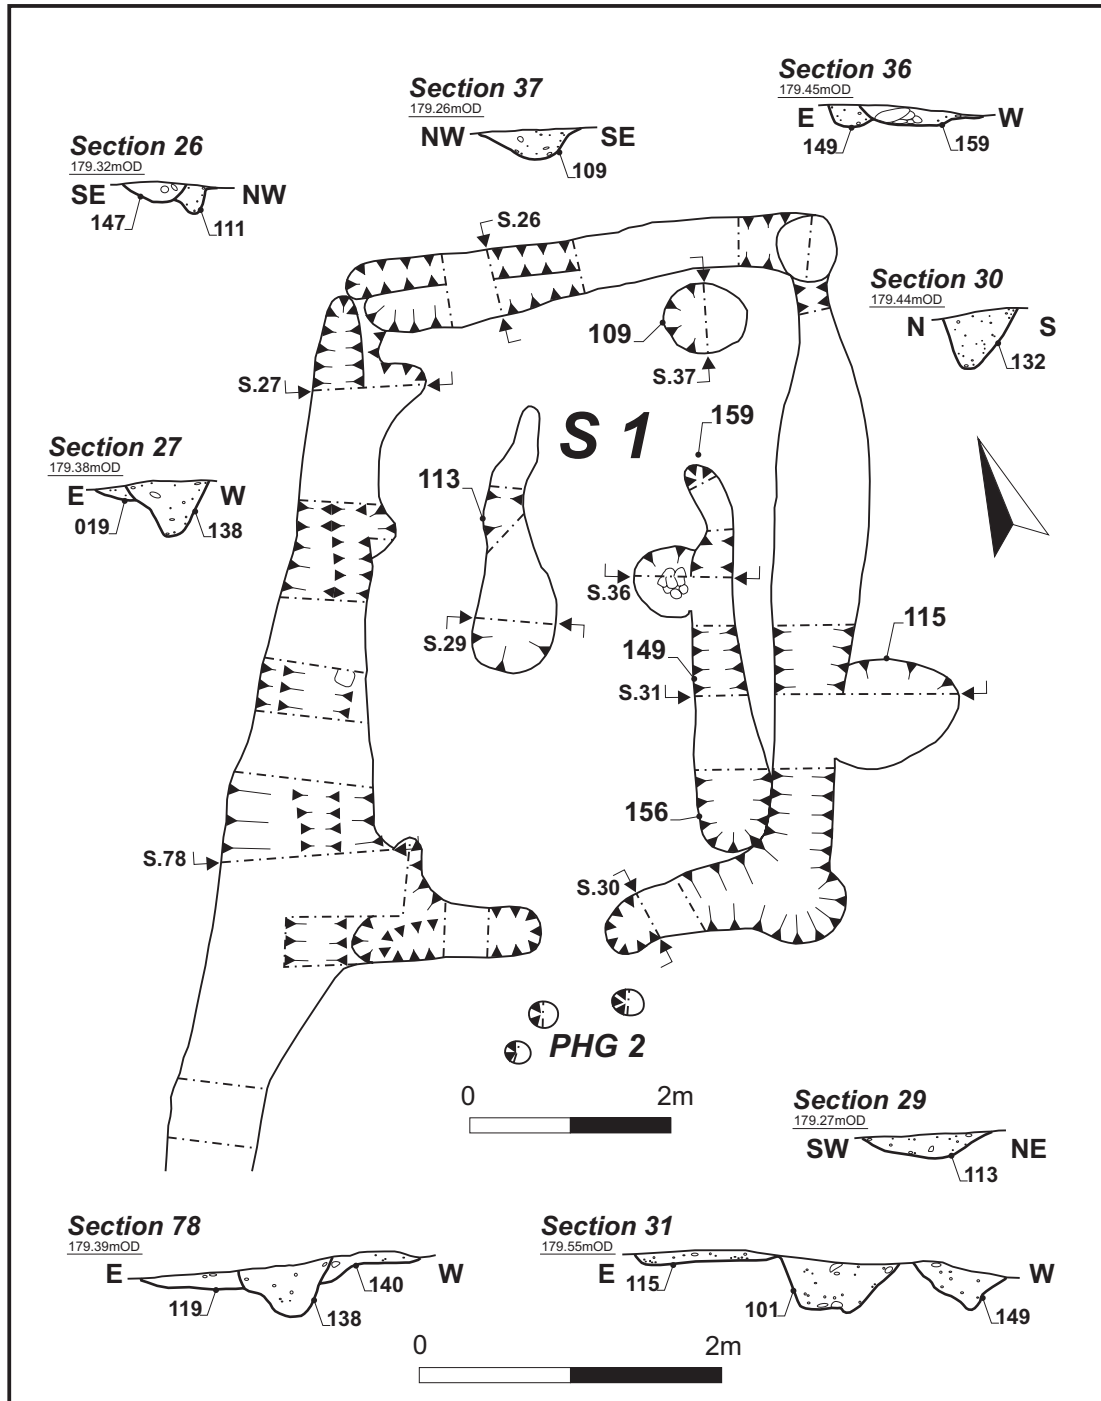 Section 37
179.26mOD
NW SE
109
Section 36
179.45mOD
E W
149 159
Section 26
179.32mOD
SE NW
147 111
S.26
Section 30
179.44mOD
N S
132
109
S.37
S.27
S 1
159
Section 27
179.38mOD
E W
019 138
113
S.36
S.29
115
149
S.31
156
S.78
S.30
PHG 2
0 2m
Section 29
179.27mOD
SW NE
113
Section 78
179.39mOD
E W
119 138 140
Section 31
179.55mOD
E W
115 101 149
0 2m